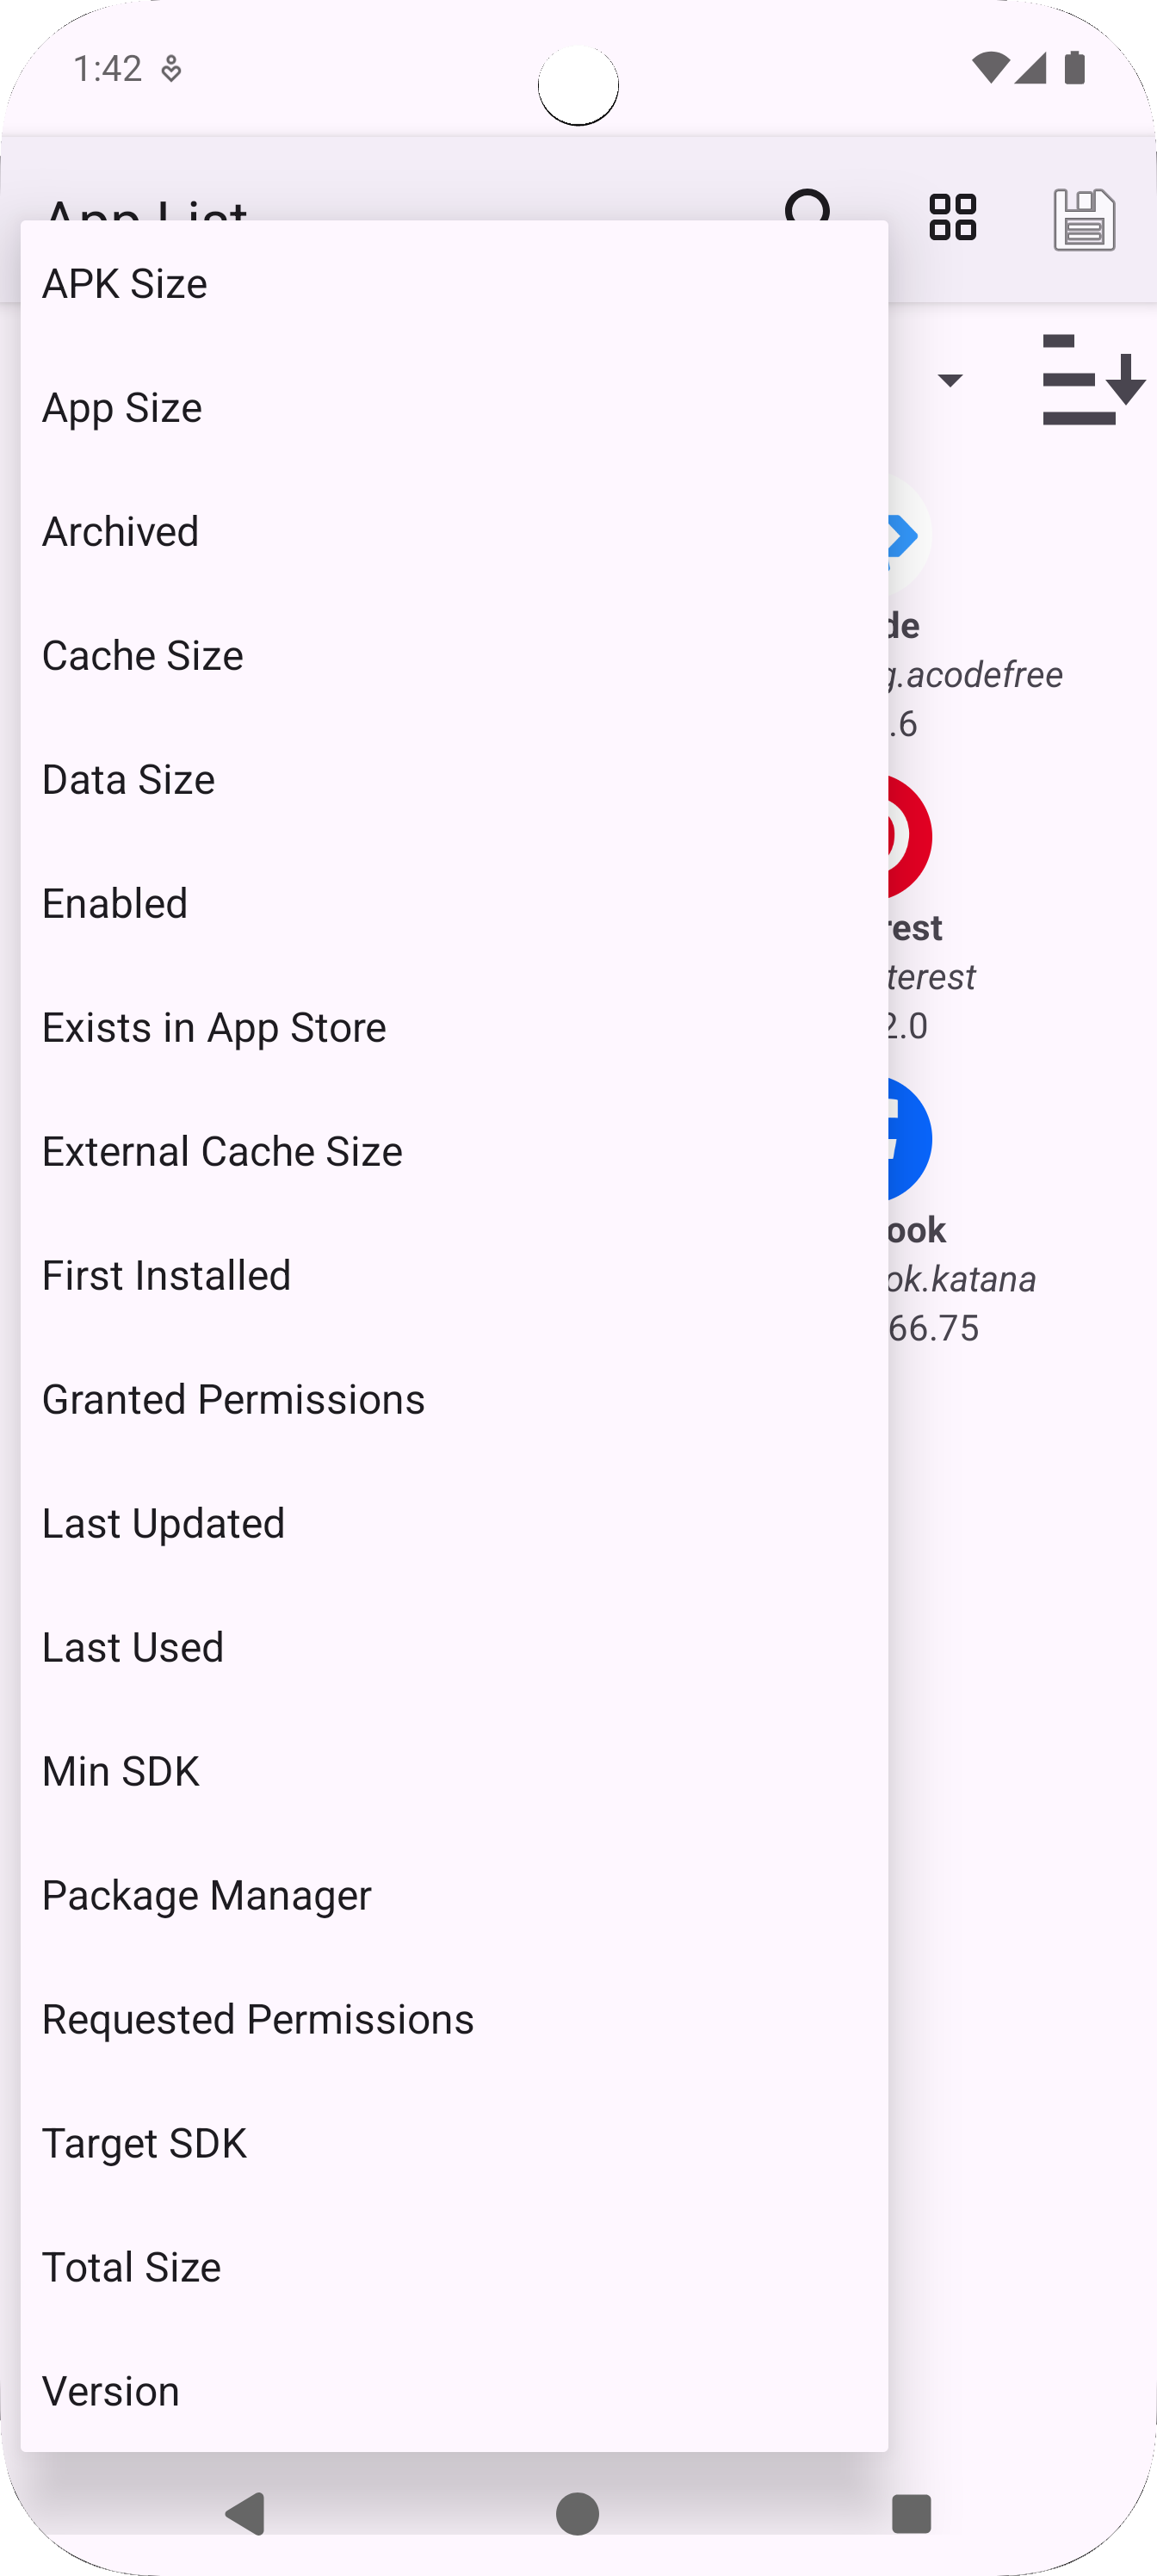 1:42
App List
APK Size
App Size
Archived
Cache Size
Data Size
Enabled
Exists in App Store
External Cache Size
First Installed
Granted Permissions
Last Updated
Last Used
Min SDK
Package Manager
Requested Permissions
Target SDK
Total Size
Version
de
g.acodefree
.6
rest
terest
2.0
ook
ok.katana
66.75